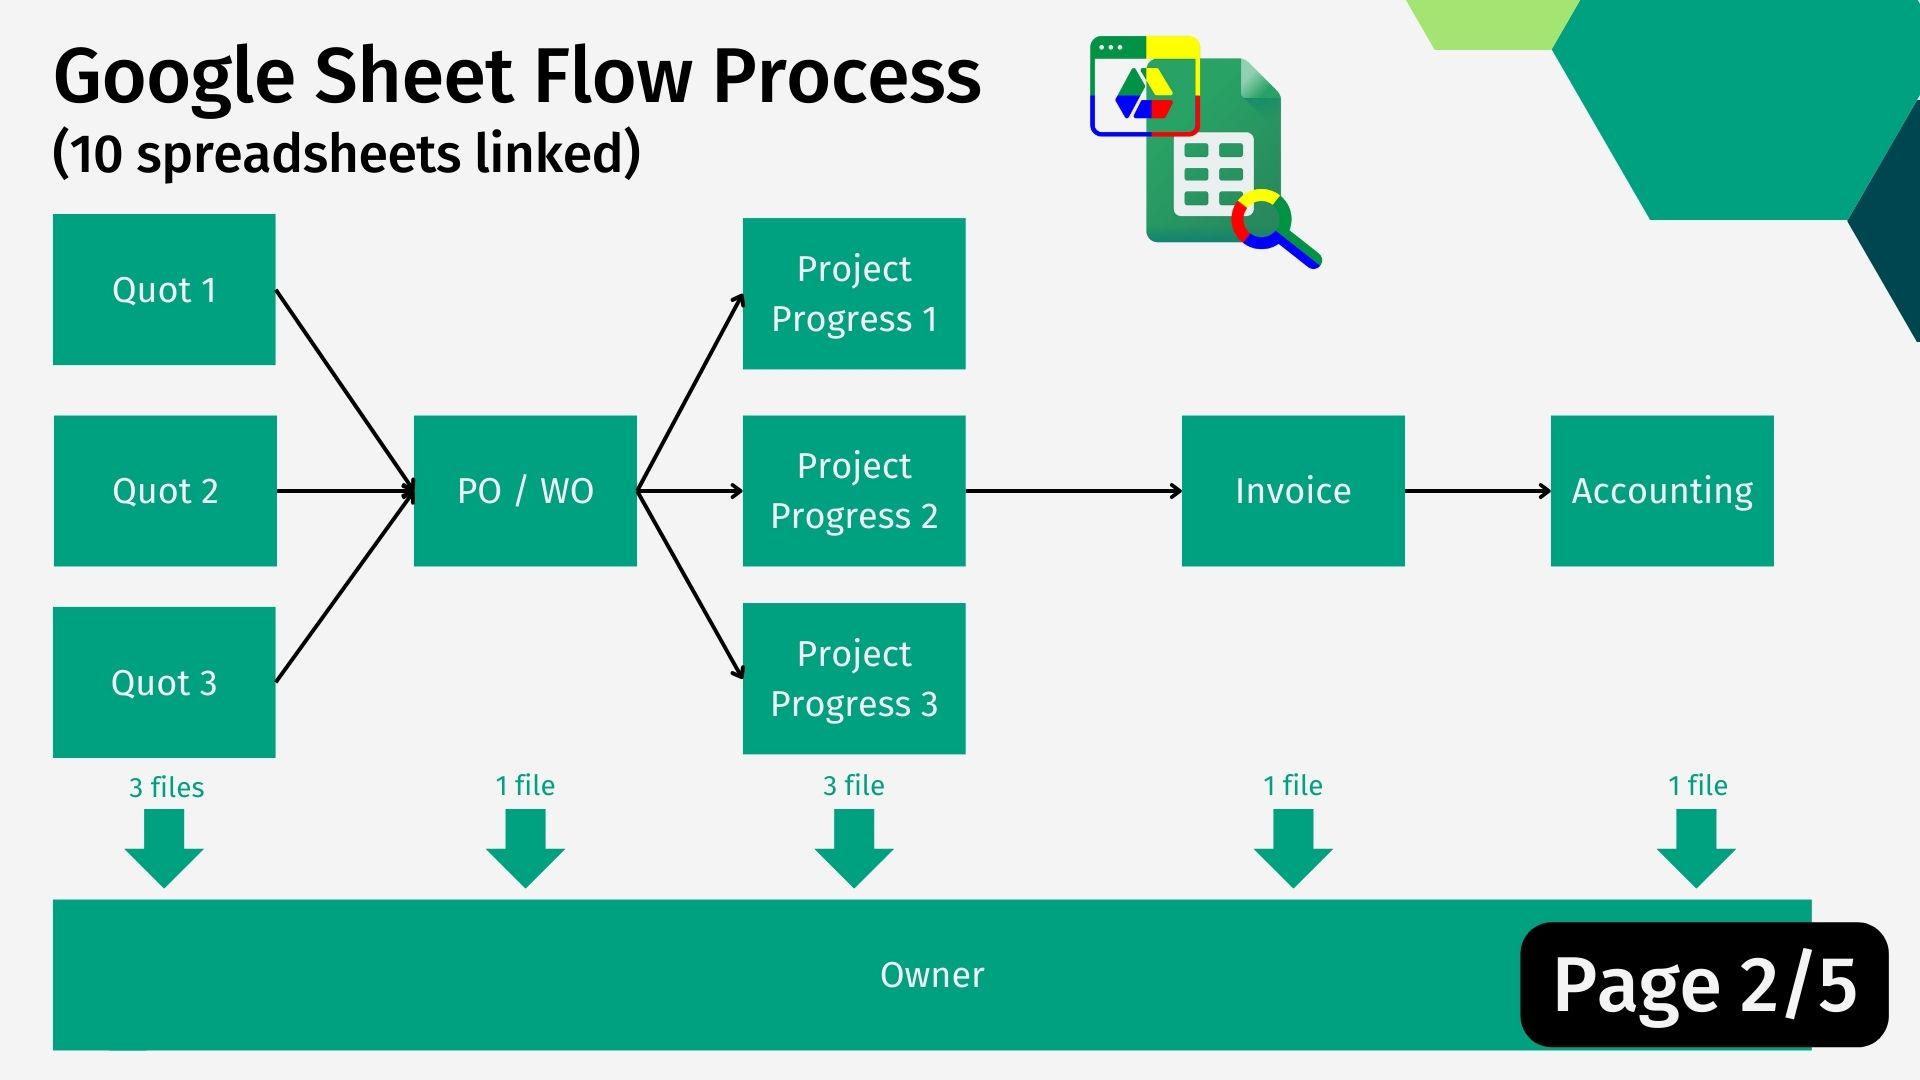 Google Sheet Flow Process
(10 spreadsheets linked)
Quot 1
Quot 2
Quot 3
PO / WO
Project
Progress 1
Project
Progress 2
Project
Progress 3
Invoice
Accounting
3 files
1 file
3 file
1 file
1 file
Owner
Page 2/5